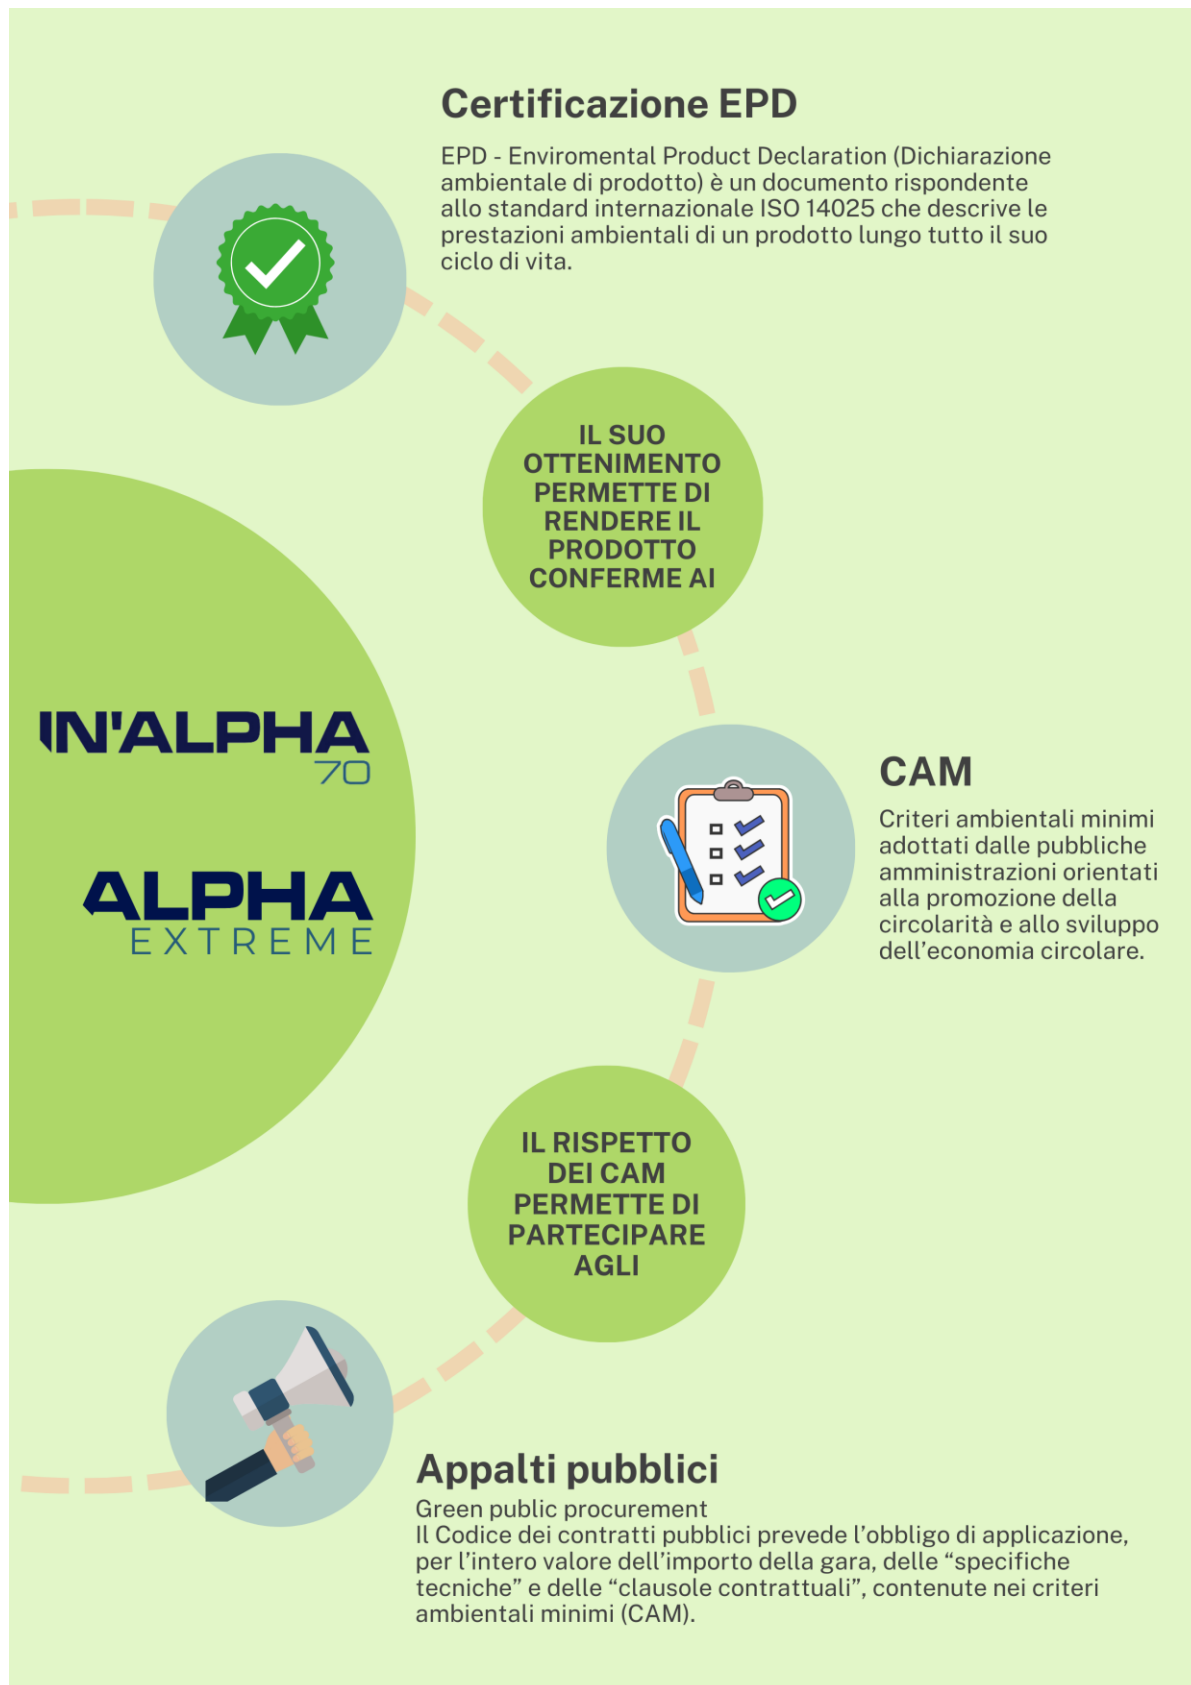 Certificazione EPD
EPD - Enviromental Product Declaration (Dichiarazione
ambientale di prodotto) è un documento rispondente
allo standard internazionale ISO 14025 che descrive le
prestazioni ambientali di un prodotto lungo tutto il suo
ciclo di vita.
IL SUO
OTTENIMENTO
PERMETTE DI
RENDERE IL
PRODOTTO
CONFERME AI
IN'ALPHA
70
ALPHA
EXTREME
CAM
Criteri ambientali minimi
adottati dalle pubbliche
amministrazioni orientati
alla promozione della
circolarità e allo sviluppo
dell’economia circolare.
IL RISPETTO
DEI CAM
PERMETTE DI
PARTECIPARE
AGLI
Appalti pubblici
Green public procurement
Il Codice dei contratti pubblici prevede l’obbligo di applicazione,
per l’intero valore dell’importo della gara, delle “specifiche
tecniche” e delle “clausole contrattuali”, contenute nei criteri
ambientali minimi (CAM).